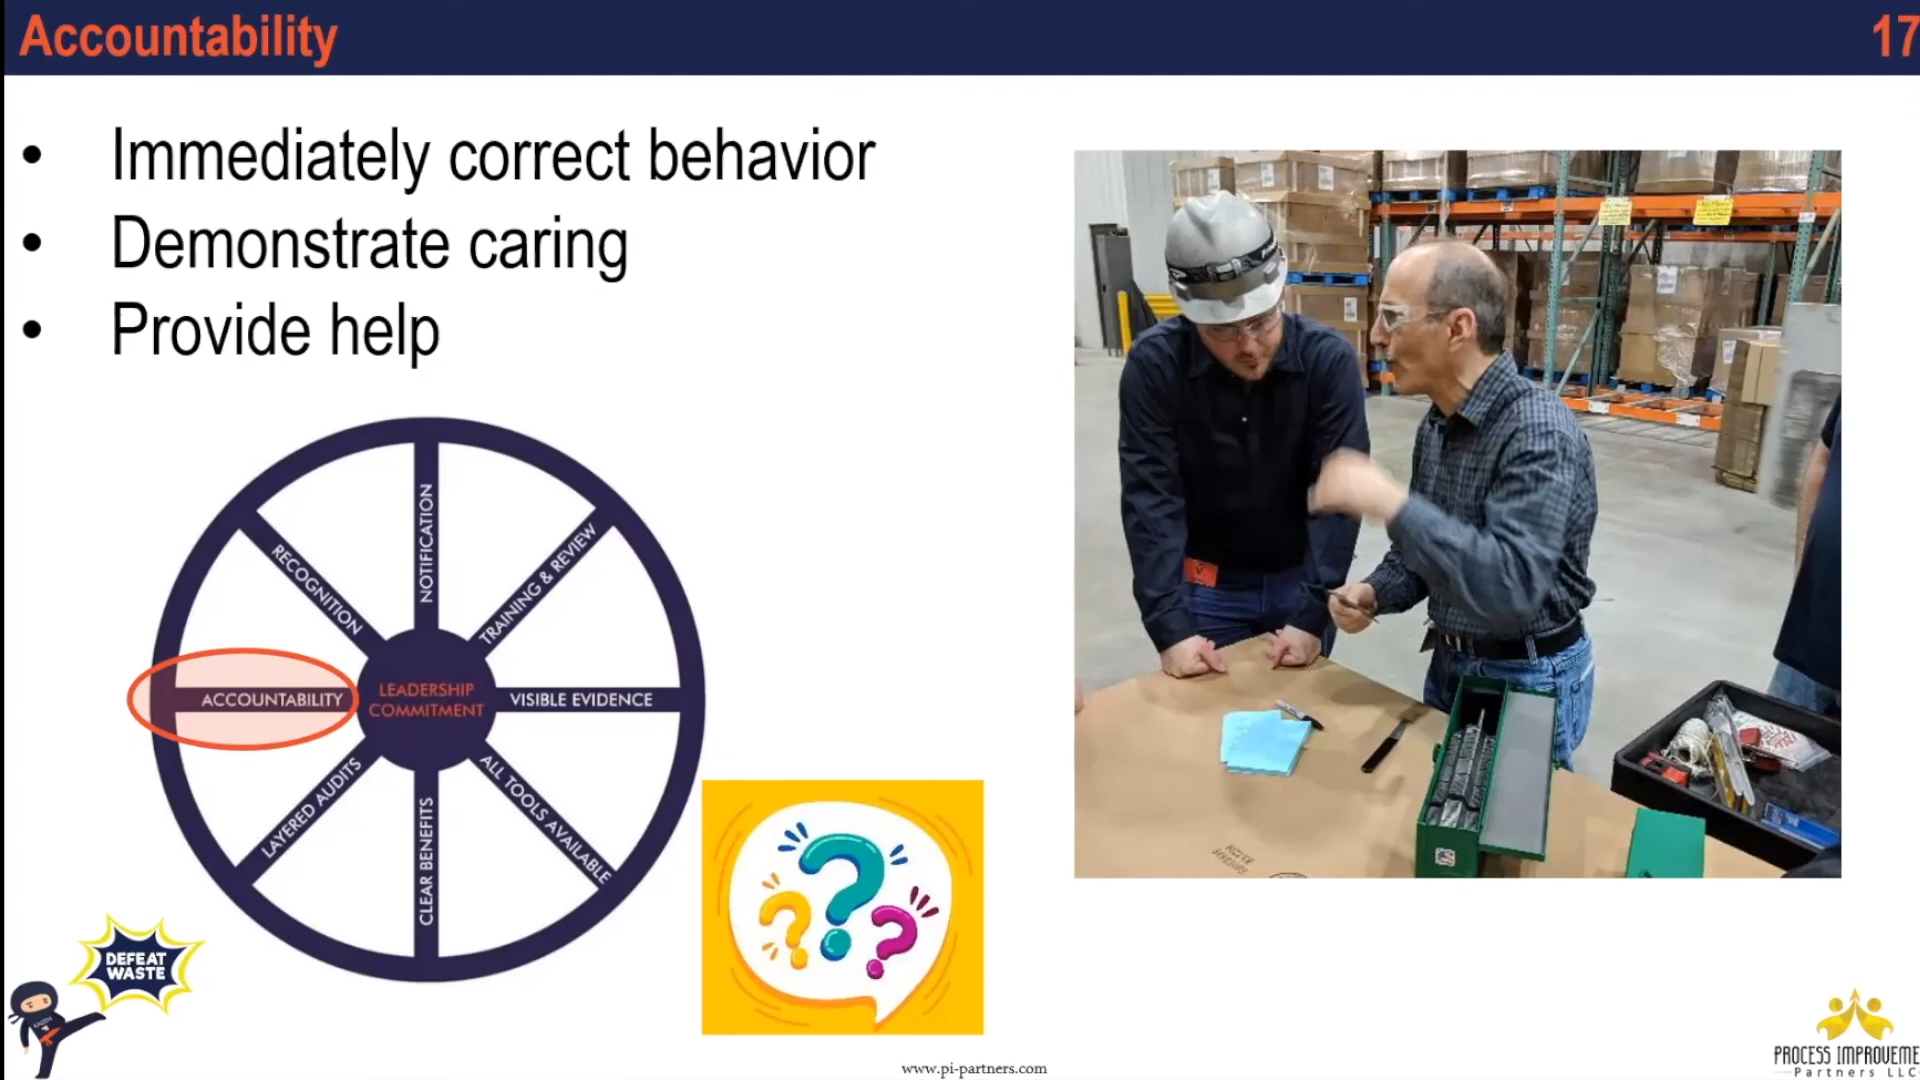 Accountability
17
• Immediately correct behavior
• Demonstrate caring
• Provide help
NOTIFICATION
TRAINING & REVIEW
VISIBLE EVIDENCE
ALL TOOLS AVAILABLE
CLEAR BENEFITS
LAYERED AUDITS
ACCOUNTABILITY
RECOGNITION
LEADERSHIP
COMMITMENT
DEFEAT
WASTE
KAIZEN
? ? ?
www.pi-partners.com
PROCESS IMPROVEME
Partners LLC